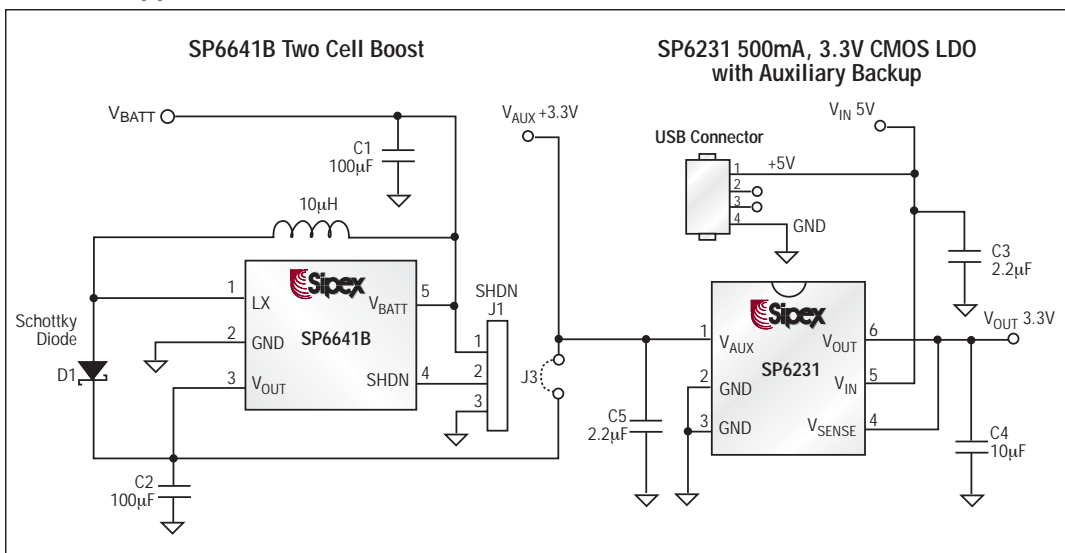 SP6641B Two Cell Boost
SP6231 500mA, 3.3V CMOS LDO
with Auxiliary Backup
VBATT
C1
100µF
VAUX +3.3V
VIN 5V
USB Connector
1
+5V
2
3
4
GND
C3
2.2µF
10µH
Sipex
SP6641B
1
LX
2
GND
3
VOUT
5
VBATT
4
SHDN
Schottky
Diode
D1
SHDN
J1
1
2
3
J3
C2
100µF
C5
2.2µF
Sipex
SP6231
1
VAUX
2
GND
3
GND
6
VOUT
5
VIN
4
VSENSE
VOUT 3.3V
C4
10µF